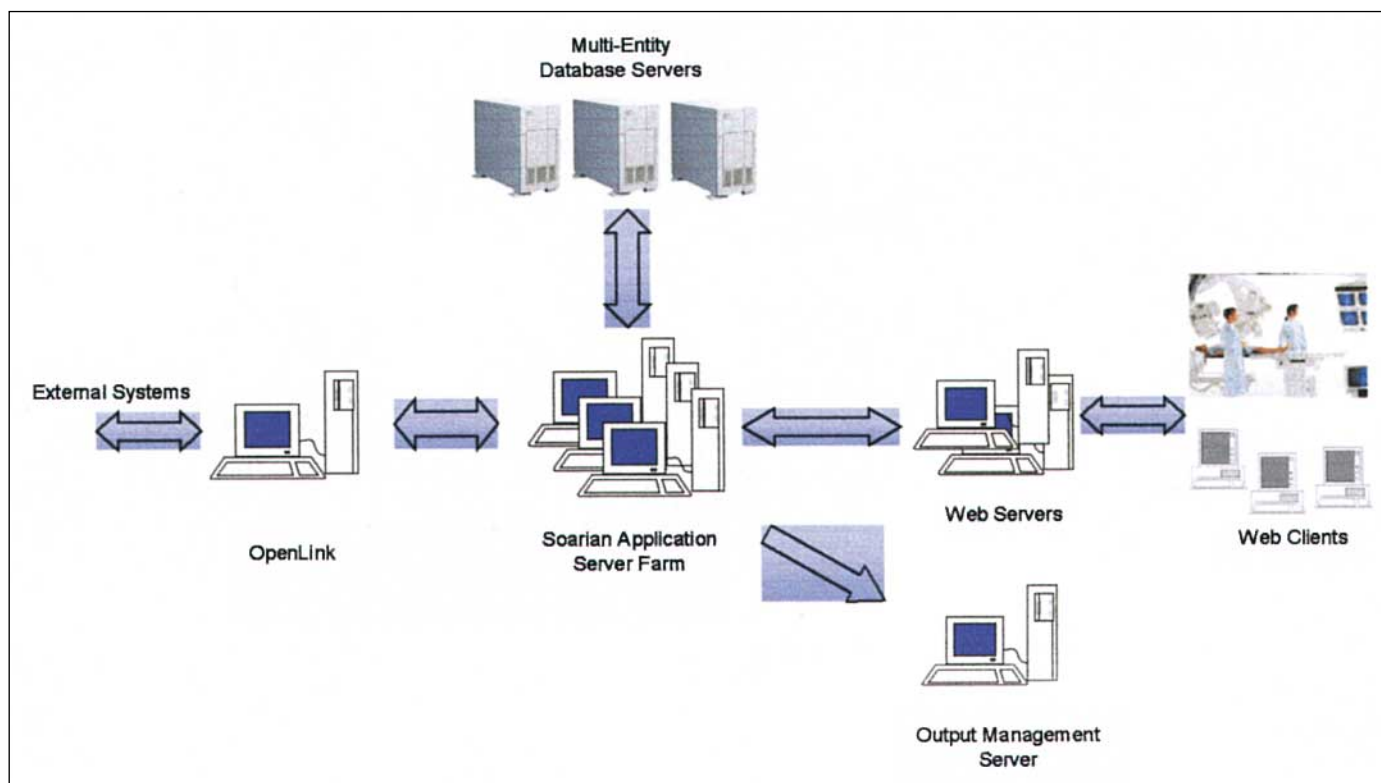 Multi-Entity
Database Servers
External Systems
OpenLink
Soarian Application
Server Farm
Web Servers
Web Clients
Output Management
Server